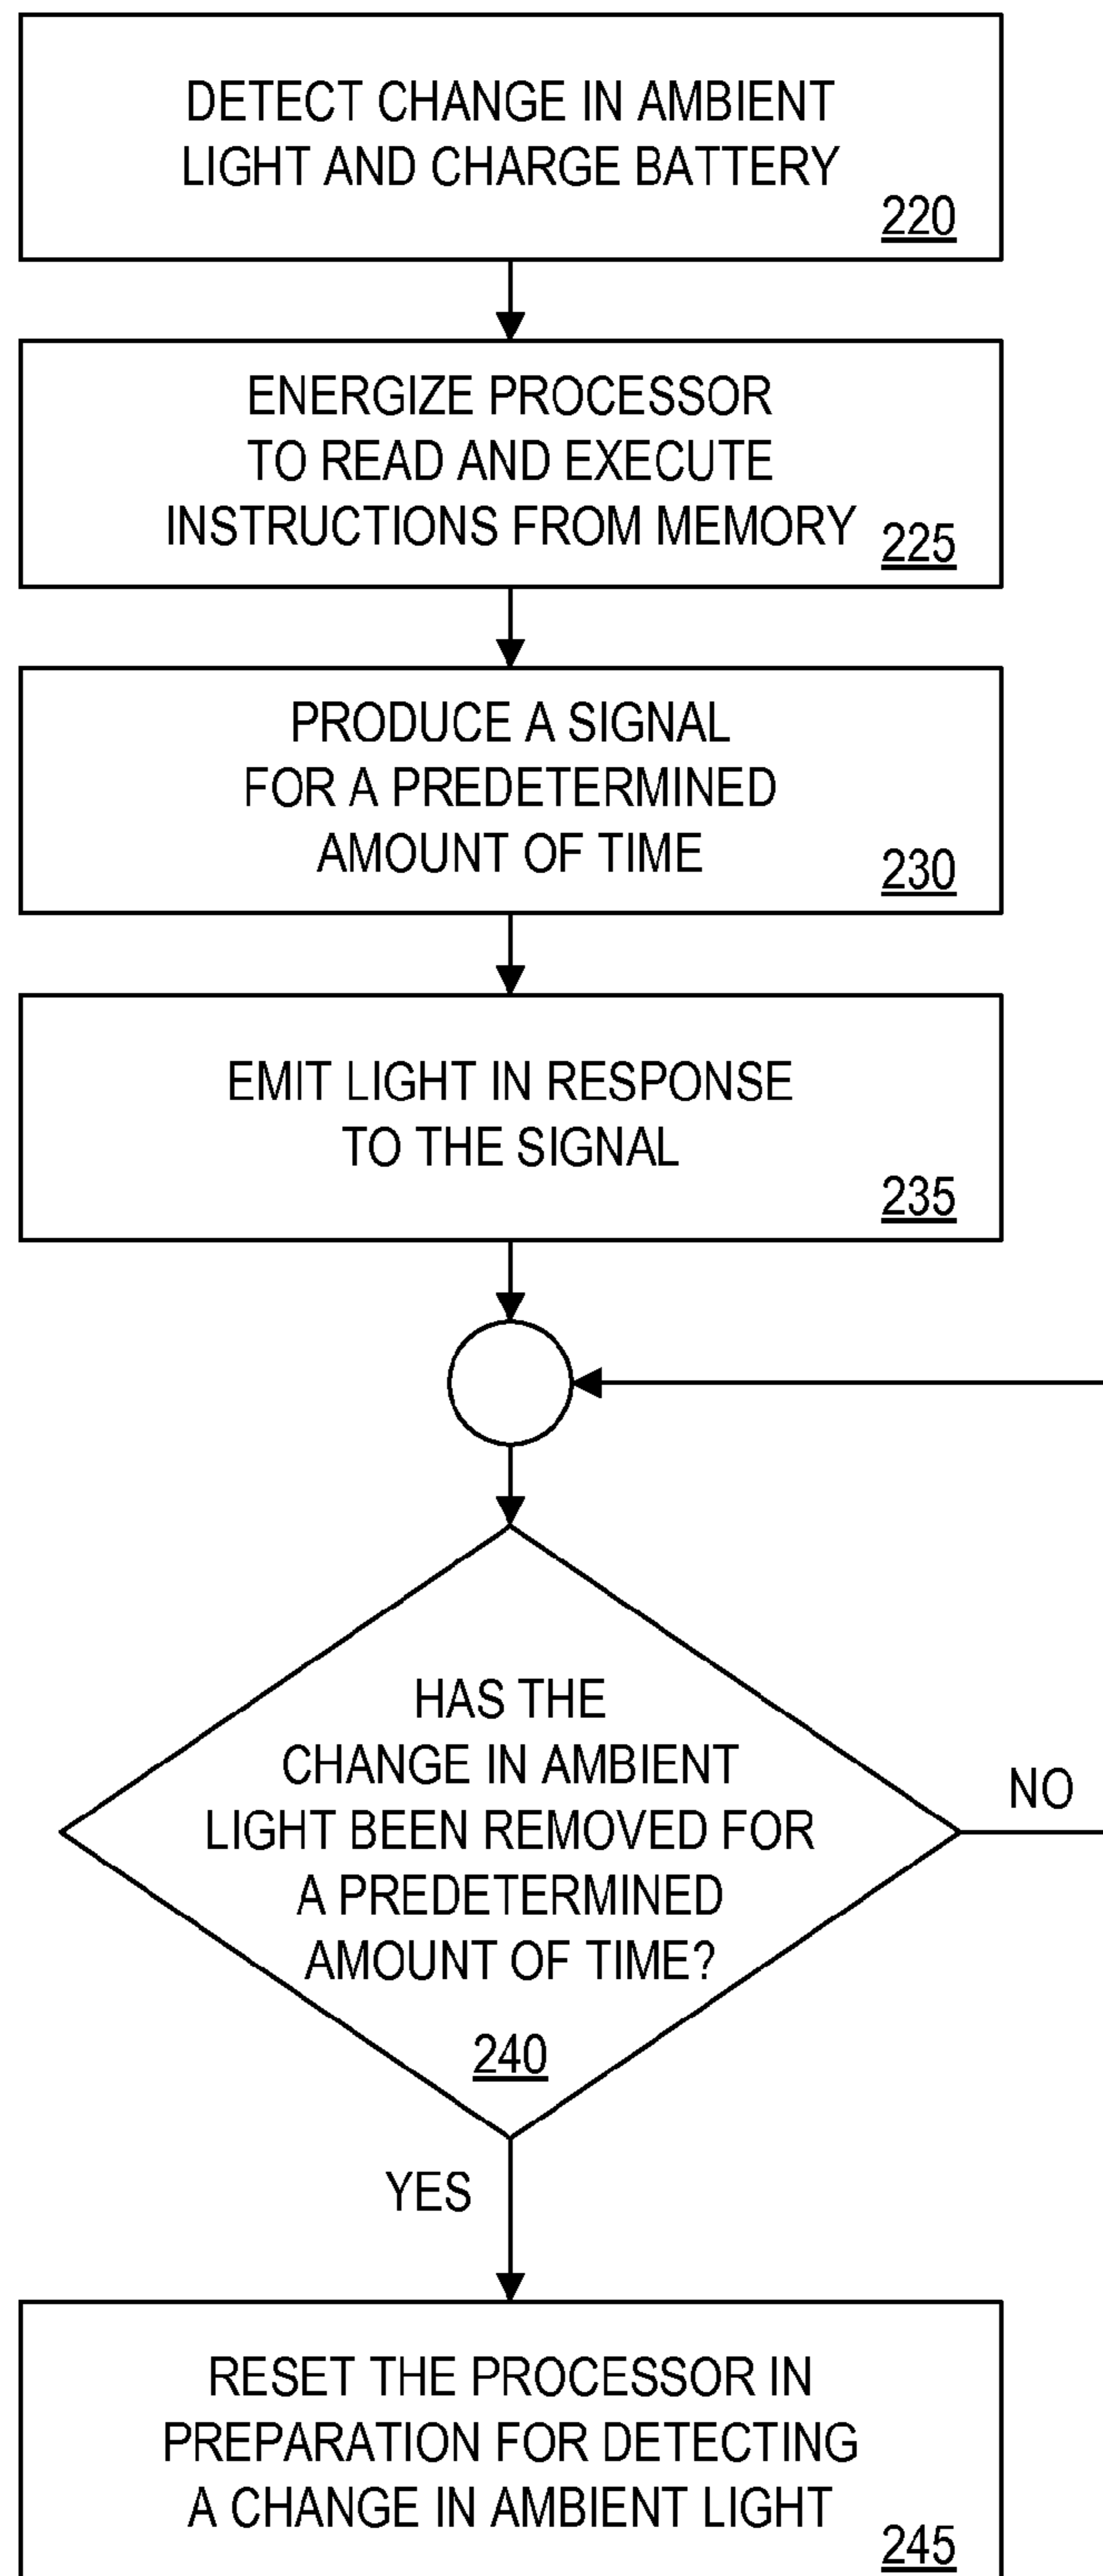 DETECT CHANGE IN AMBIENT
LIGHT AND CHARGE BATTERY
220
ENERGIZE PROCESSOR
TO READ AND EXECUTE
INSTRUCTIONS FROM MEMORY
225
PRODUCE A SIGNAL
FOR A PREDETERMINED
AMOUNT OF TIME
230
EMIT LIGHT IN RESPONSE
TO THE SIGNAL
235
HAS THE
CHANGE IN AMBIENT
LIGHT BEEN REMOVED FOR
A PREDETERMINED
AMOUNT OF TIME?
240
NO
YES
RESET THE PROCESSOR IN
PREPARATION FOR DETECTING
A CHANGE IN AMBIENT LIGHT
245